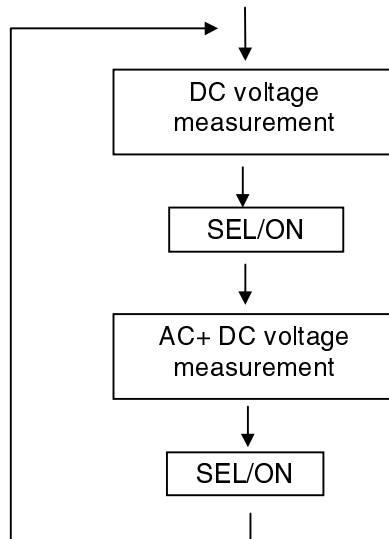 DC voltage
measurement
SEL/ON
AC+ DC voltage
measurement
SEL/ON